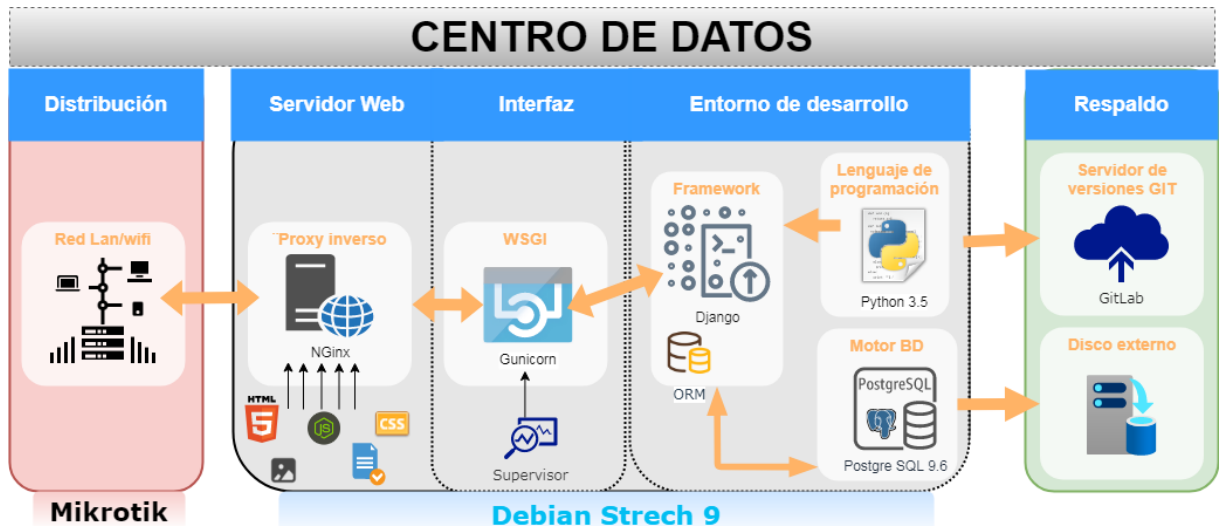 CENTRO DE DATOS
Distribución
Red Lan/wifi
Mikrotik
Servidor Web
Proxy inverso
NGinx
HTML
5
JS
CSS
Interfaz
WSGI
Gunicorn
Supervisor
Entorno de desarrollo
Framework
Django
ORM
Lenguaje de
programación
Python 3.5
Motor BD
PostgreSQL
Postgre SQL 9.6
Debian Strech 9
Respaldo
Servidor de
versiones GIT
GitLab
Disco externo